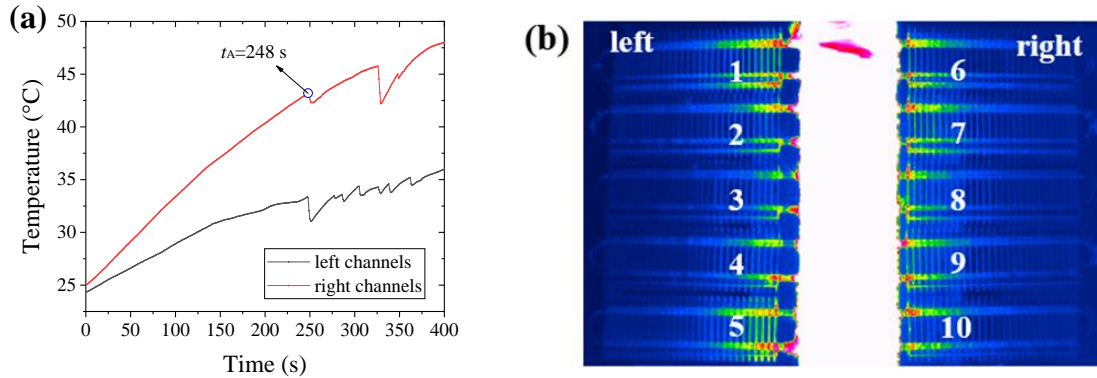 (a)
50
45
40
35
30
25
Temperature (°C)
tA=248 s
left channels
right channels
0 50 100 150 200 250 300 350 400
Time (s)
(b)
left
right
1
6
2
7
3
8
4
9
5
10